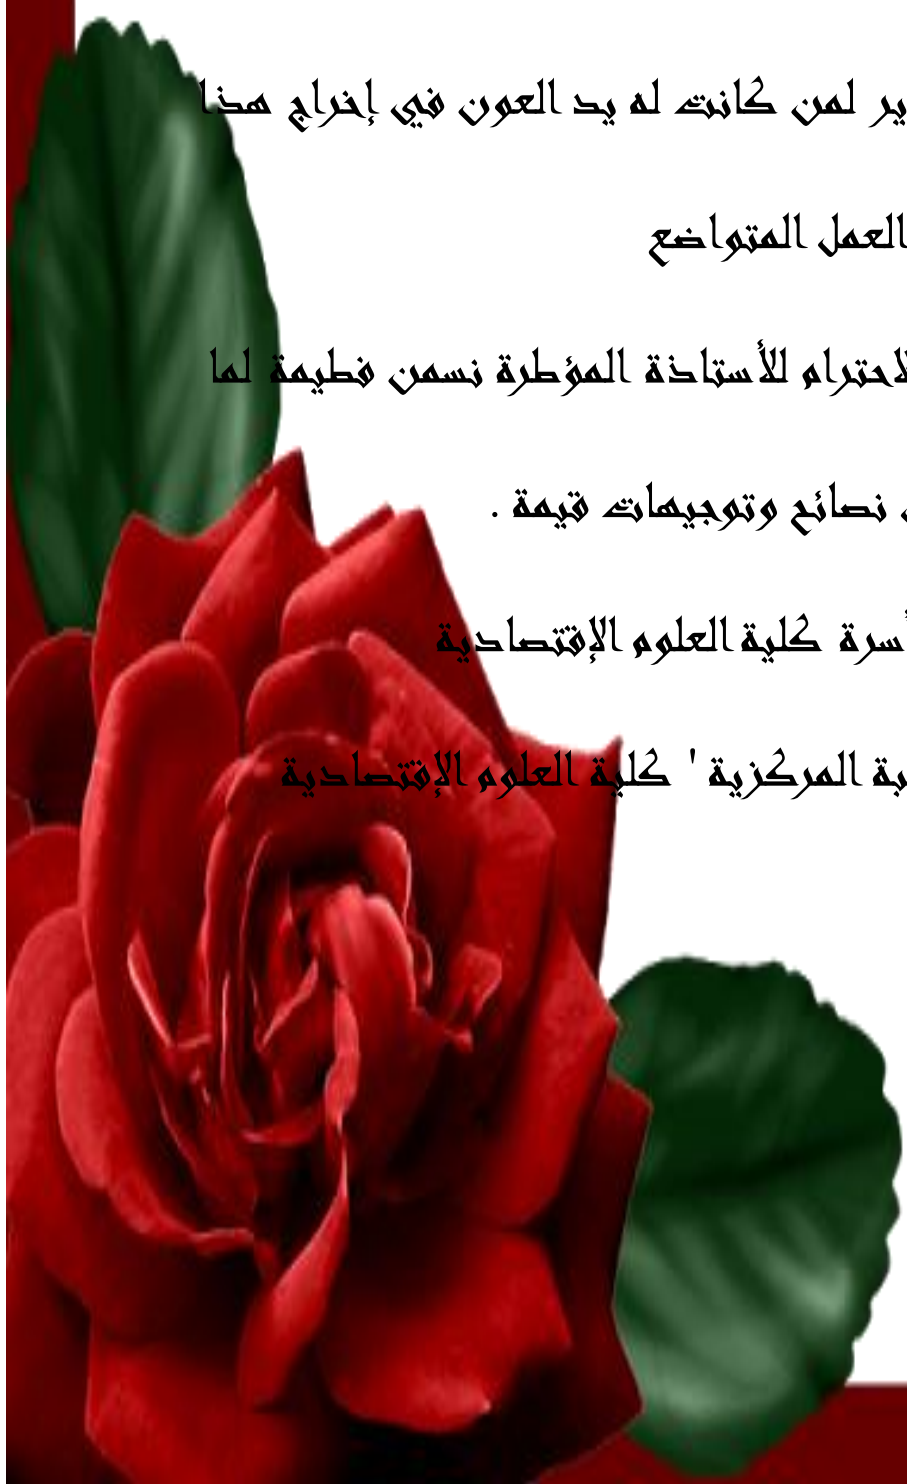 ير لمن كانت له يد العون في إخراج هذا
العمل المتواضع
لاحترام للأستاذة المؤطرة نسمن فطيمة لما
نصائح وتوجيهات قيمة .
أسرة كلية العلوم الإقتصادية
بة المركزية ' كلية العلوم الإقتصادية